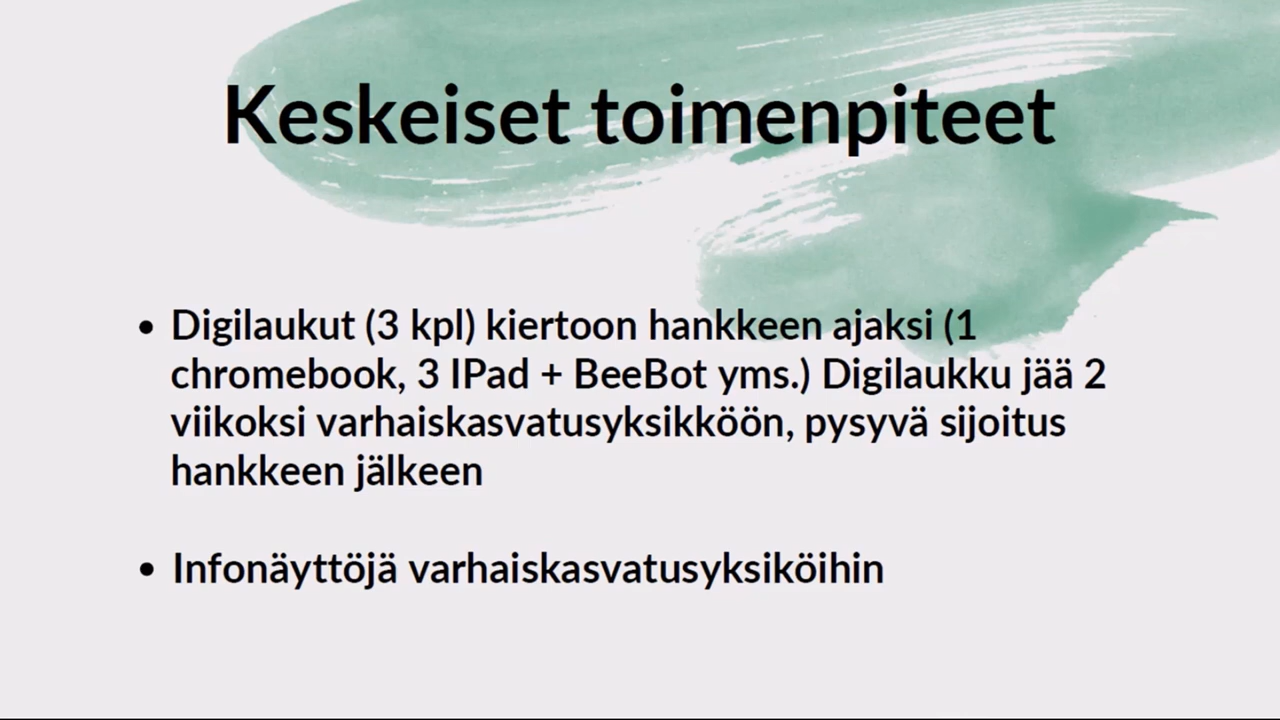 Keskeiset toimenpiteet
• Digilaukut (3 kpl) kiertoon hankkeen ajaksi (1
chromebook, 3 IPad + BeeBot yms.) Digilaukku jää 2
viikoksi varhaiskasvatusyksikköön, pysyvä sijoitus
hankkeen jälkeen
• Infonäyttöjä varhaiskasvatusyksiköihin